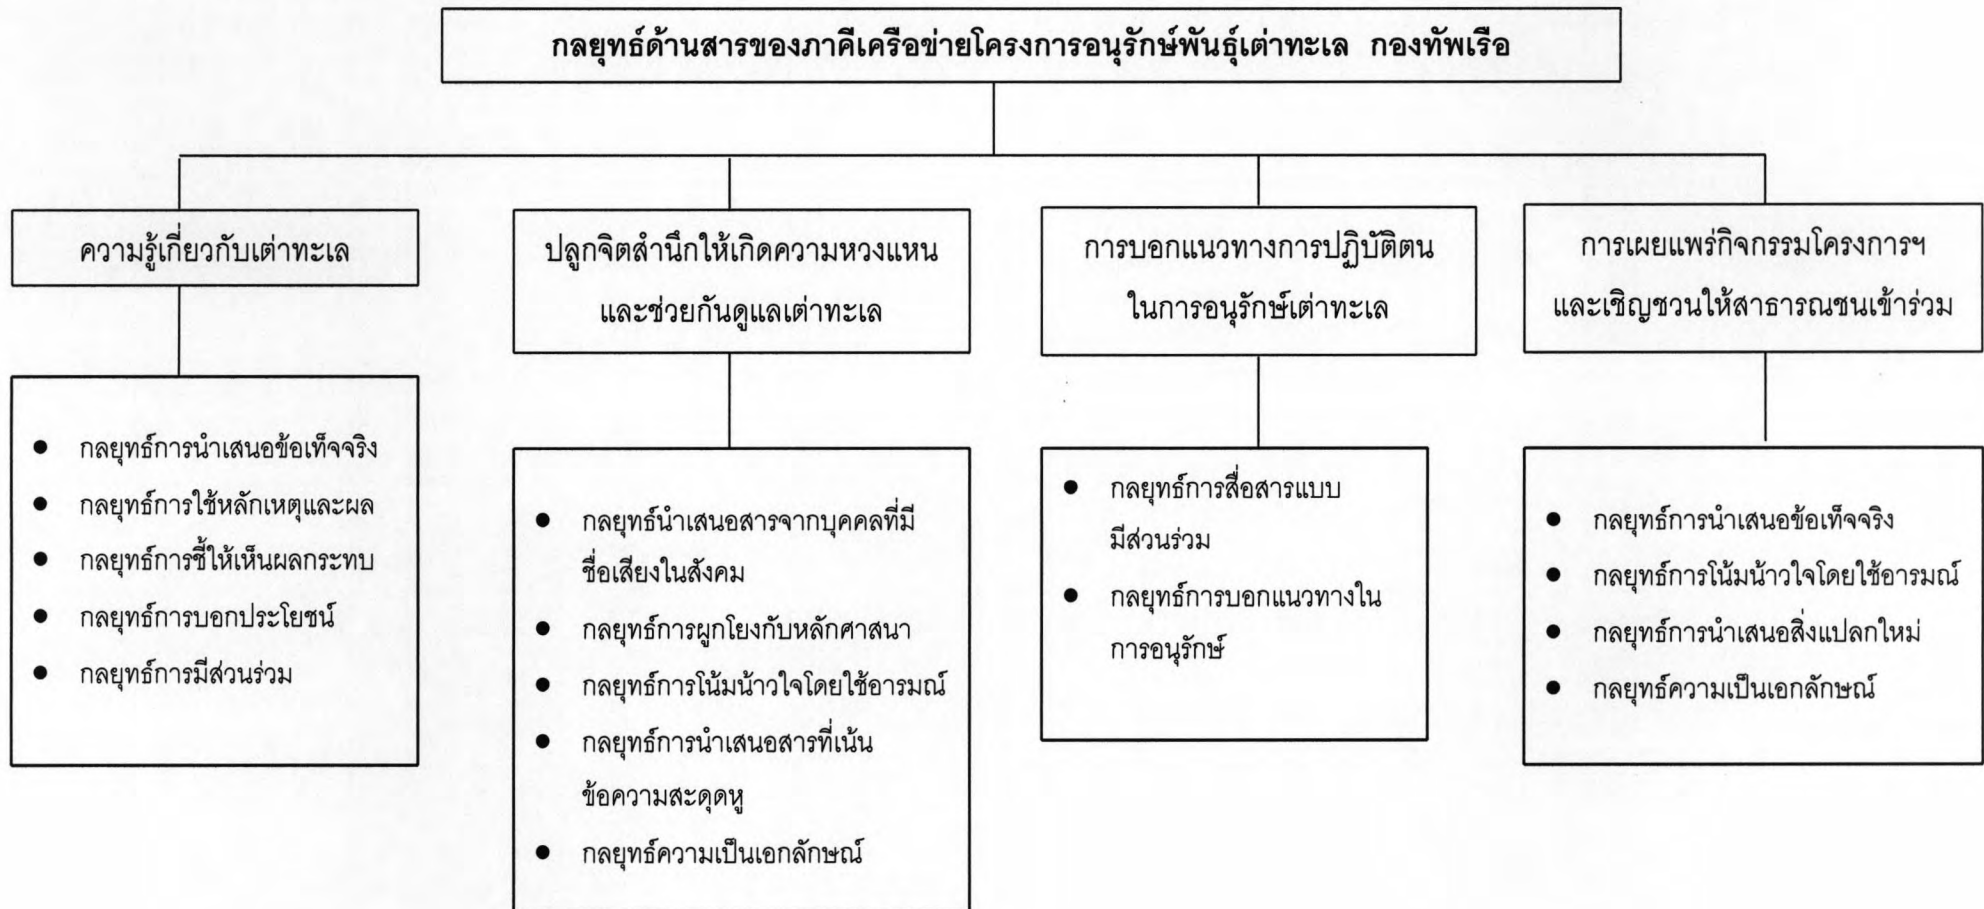 กลยุทธ์ด้านสารของภาคีเครือข่ายโครงการอนุรักษ์พันธุ์เต่าทะเล กองทัพเรือ
ความรู้เกี่ยวกับเต่าทะเล
● กลยุทธ์การนำเสนอข้อเท็จจริง
● กลยุทธ์การใช้หลักเหตุและผล
● กลยุทธ์การชี้ให้เห็นผลกระทบ
● กลยุทธ์การบอกประโยชน์
● กลยุทธ์การมีส่วนร่วม
ปลูกจิตสำนึกให้เกิดความหวงแหน
และช่วยกันดูแลเต่าทะเล
● กลยุทธ์นำเสนอสารจากบุคคลที่มี
ชื่อเสียงในสังคม
● กลยุทธ์การผูกโยงกับหลักศาสนา
● กลยุทธ์การโน้มน้าวใจโดยใช้อารมณ์
● กลยุทธ์การนำเสนอสารที่เน้น
ข้อความสะดุดหู
● กลยุทธ์ความเป็นเอกลักษณ์
การบอกแนวทางการปฏิบัติตน
ในการอนุรักษ์เต่าทะเล
● กลยุทธ์การสื่อสารแบบ
มีส่วนร่วม
● กลยุทธ์การบอกแนวทางใน
การอนุรักษ์
การเผยแพร่กิจกรรมโครงการฯ
และเชิญชวนให้สาธารณชนเข้าร่วม
● กลยุทธ์การนำเสนอข้อเท็จจริง
● กลยุทธ์การโน้มน้าวใจโดยใช้อารมณ์
● กลยุทธ์การนำเสนอสิ่งแปลกใหม่
● กลยุทธ์ความเป็นเอกลักษณ์